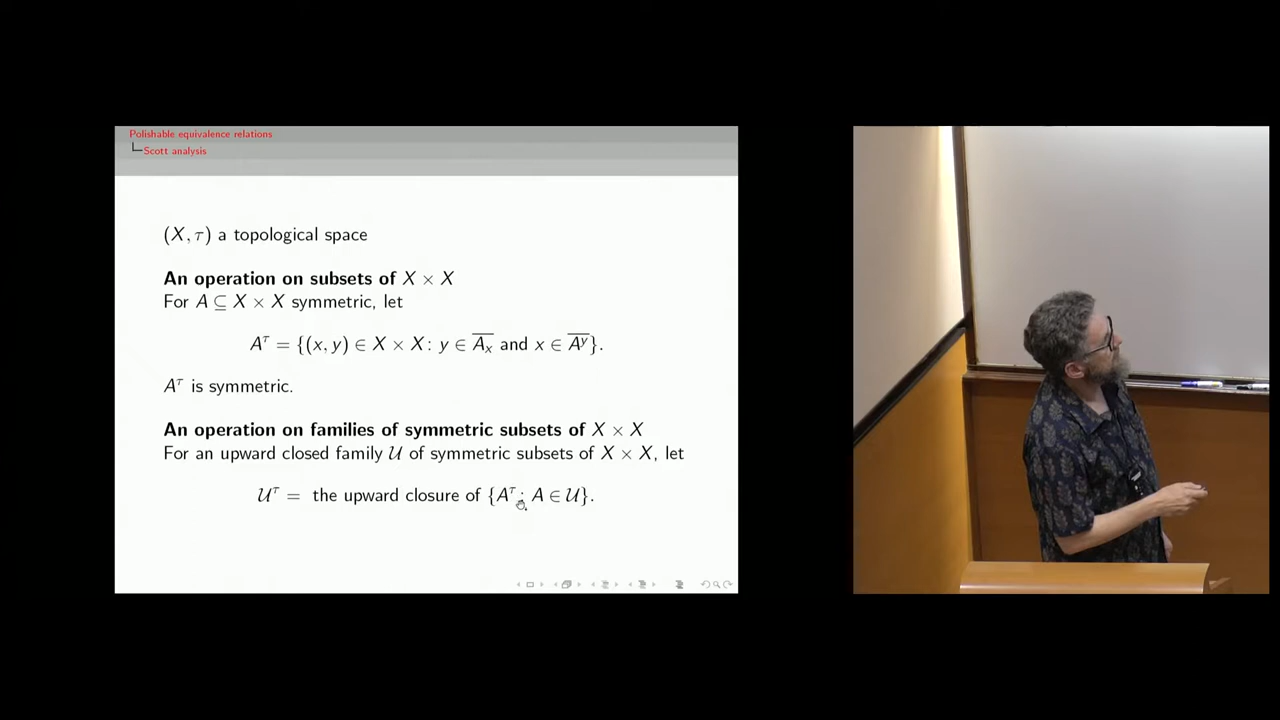 Polishable equivalence relations
Scott analysis
(X, τ) a topological space
An operation on subsets of X × X
For A ⊆ X × X symmetric, let
A^τ = {(x, y) ∈ X × X : y ∈ \overline{A_x} and x ∈ \overline{A^y}}.
A^τ is symmetric.
An operation on families of symmetric subsets of X × X
For an upward closed family 𝒰 of symmetric subsets of X × X, let
𝒰^τ = the upward closure of {A^τ : A ∈ 𝒰}.